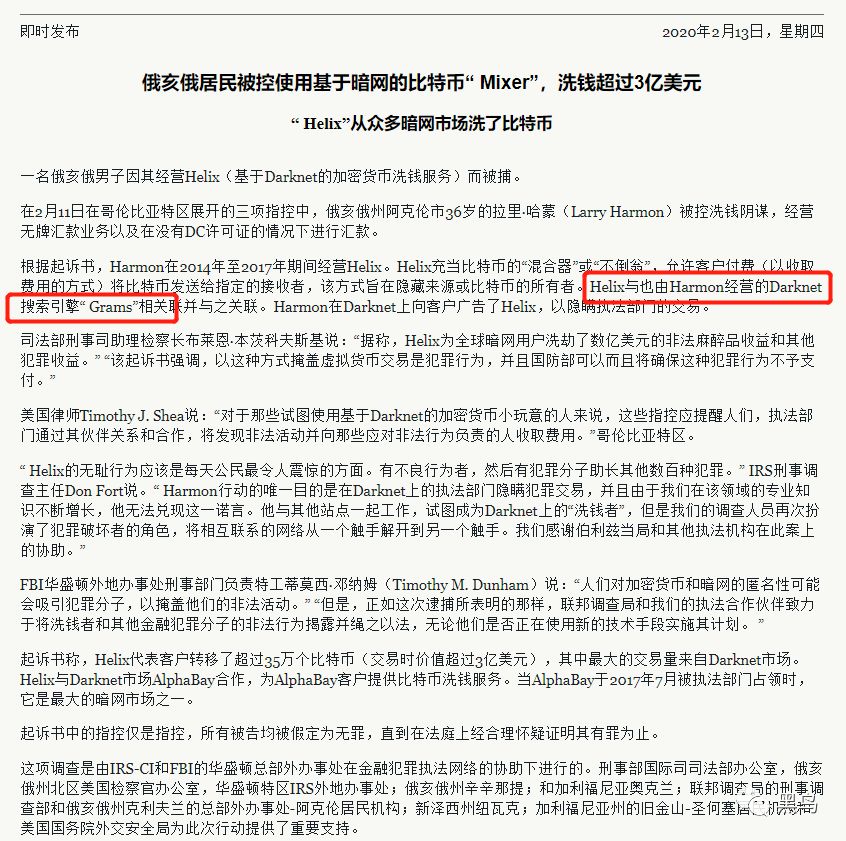 即时发布
2020年2月13日，星期四
俄亥俄居民被控使用基于暗网的比特币“ Mixer”，洗钱超过3亿美元
“ Helix”从众多暗网市场洗了比特币
一名俄亥俄男子因其经营Helix（基于Darknet的加密货币洗钱服务）而被捕。
在2月11日在哥伦比亚特区展开的三项指控中，俄亥俄州阿克伦市36岁的拉里·哈蒙（Larry Harmon）被控洗钱阴谋，经营
无牌汇款业务以及在没有DC许可证的情况下进行汇款。
根据起诉书，Harmon在2014年至2017年期间经营Helix。Helix充当比特币的“混合器”或“不倒翁”，允许客户付费（以收取
费用的方式）将比特币发送给指定的接收者，该方式旨在隐藏来源或比特币的所有者。Helix与也由Harmon经营的Darknet
搜索引擎“ Grams”相关联并与之关联。Harmon在Darknet上向客户广告了Helix，以隐瞒执法部门的交易。
司法部刑事司助理检察长布莱恩·本茨科夫斯基说：“据称，Helix为全球暗网用户洗劫了数亿美元的非法麻醉品收益和其他
犯罪收益。” “该起诉书强调，以这种方式掩盖虚拟货币交易是犯罪行为，并且国防部可以而且将确保这种犯罪行为不予支
付。”
美国律师Timothy J. Shea说：“对于那些试图使用基于Darknet的加密货币小玩意的人来说，这些指控应提醒人们，执法部
门通过其伙伴关系和合作，将发现非法活动并向那些应对非法行为负责的人收取费用。”哥伦比亚特区。
“ Helix的无耻行为应该是每天公民最令人震惊的方面。有不良行为者，然后有犯罪分子助长其他数百种犯罪。” IRS刑事调
查主任Don Fort说。“ Harmon行动的唯一目的是在Darknet上的执法部门隐瞒犯罪交易，并且由于我们在该领域的专业知
识不断增长，他无法兑现这一诺言。他与其他站点一起工作，试图成为Darknet上的“洗钱者”，但是我们的调查人员再次扮
演了犯罪破坏者的角色，将相互联系的网络从一个触手解开到另一个触手。我们感谢伯利兹当局和其他执法机构在此案上
的协助。”
FBI华盛顿外地办事处刑事部门负责特工蒂莫西·邓纳姆（Timothy M. Dunham）说：“人们对加密货币和暗网的匿名性可能
会吸引犯罪分子，以掩盖他们的非法活动。” “但是，正如这次逮捕所表明的那样，联邦调查局和我们的执法合作伙伴致力
于将洗钱者和其他金融犯罪分子的非法行为揭露并绳之以法，无论他们是否正在使用新的技术手段实施其计划。 ”
起诉书称，Helix代表客户转移了超过35万个比特币（交易时价值超过3亿美元），其中最大的交易量来自Darknet市场。
Helix与Darknet市场AlphaBay合作，为AlphaBay客户提供比特币洗钱服务。当AlphaBay于2017年7月被执法部门占领时，
它是最大的暗网市场之一。
起诉书中的指控仅是指控，所有被告均被假定为无罪，直到在法庭上经合理怀疑证明其有罪为止。
这项调查是由IRS-CI和FBI的华盛顿总部外办事处在金融犯罪执法网络的协助下进行的。刑事部国际司司法部办公室，俄亥
俄州北区美国检察官办公室，华盛顿特区IRS外地办事处；俄亥俄州辛辛那提；和加利福尼亚奥克兰；联邦调查局的刑事调
查部和俄亥俄州克利夫兰的总部外办事处-阿克伦居民机构；新泽西州纽瓦克；加利福尼亚州的旧金山-圣何塞居
美国国务院外交安全局为此次行动提供了重要支持。
黑鸟